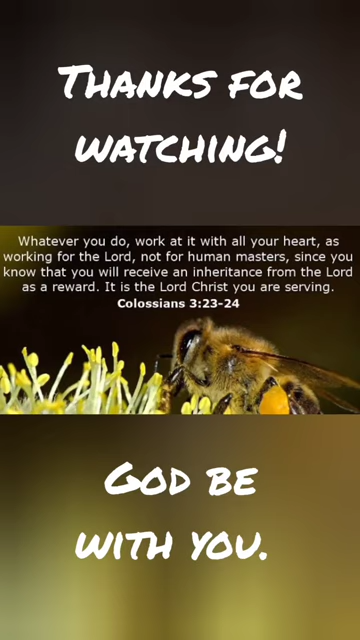 Thanks for
watching!
Whatever you do, work at it with all your heart, as
working for the Lord, not for human masters, since you
know that you will receive an inheritance from the Lord
as a reward. It is the Lord Christ you are serving.
Colossians 3:23-24
God be
with you.